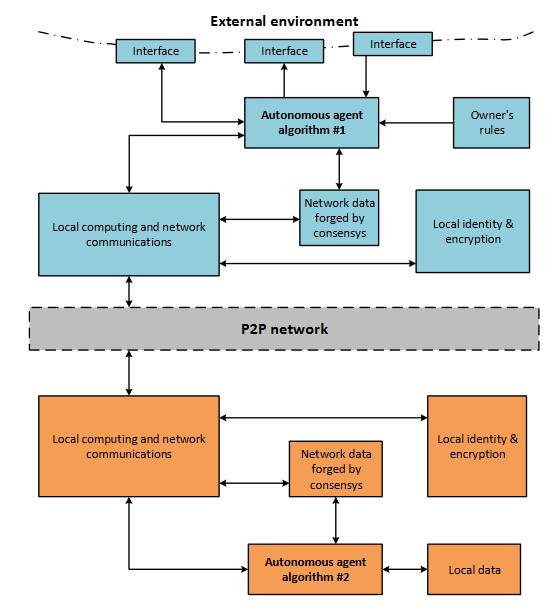 External environment
Interface
Interface
Interface
Autonomous agent
algorithm #1
Owner's
rules
Local computing and network
communications
Network data
forged by
consensys
Local identity &
encryption
P2P network
Local computing and network
communications
Local identity &
encryption
Network data
forged by
consensys
Autonomous agent
algorithm #2
Local data